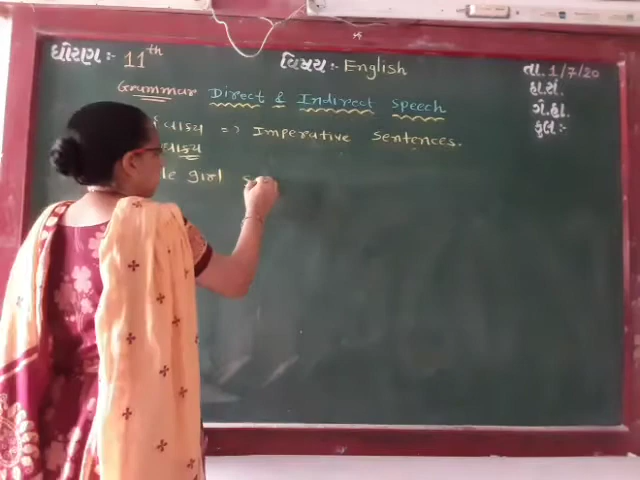 ધોરણ :- 11th
વિષય :- English
તા. 1/7/20
હા.સં.
ગે.હા.
કુલ :-
Grammar Direct & Indirect Speech
વાક્ય => Imperative Sentences.
વાક્ય
girl